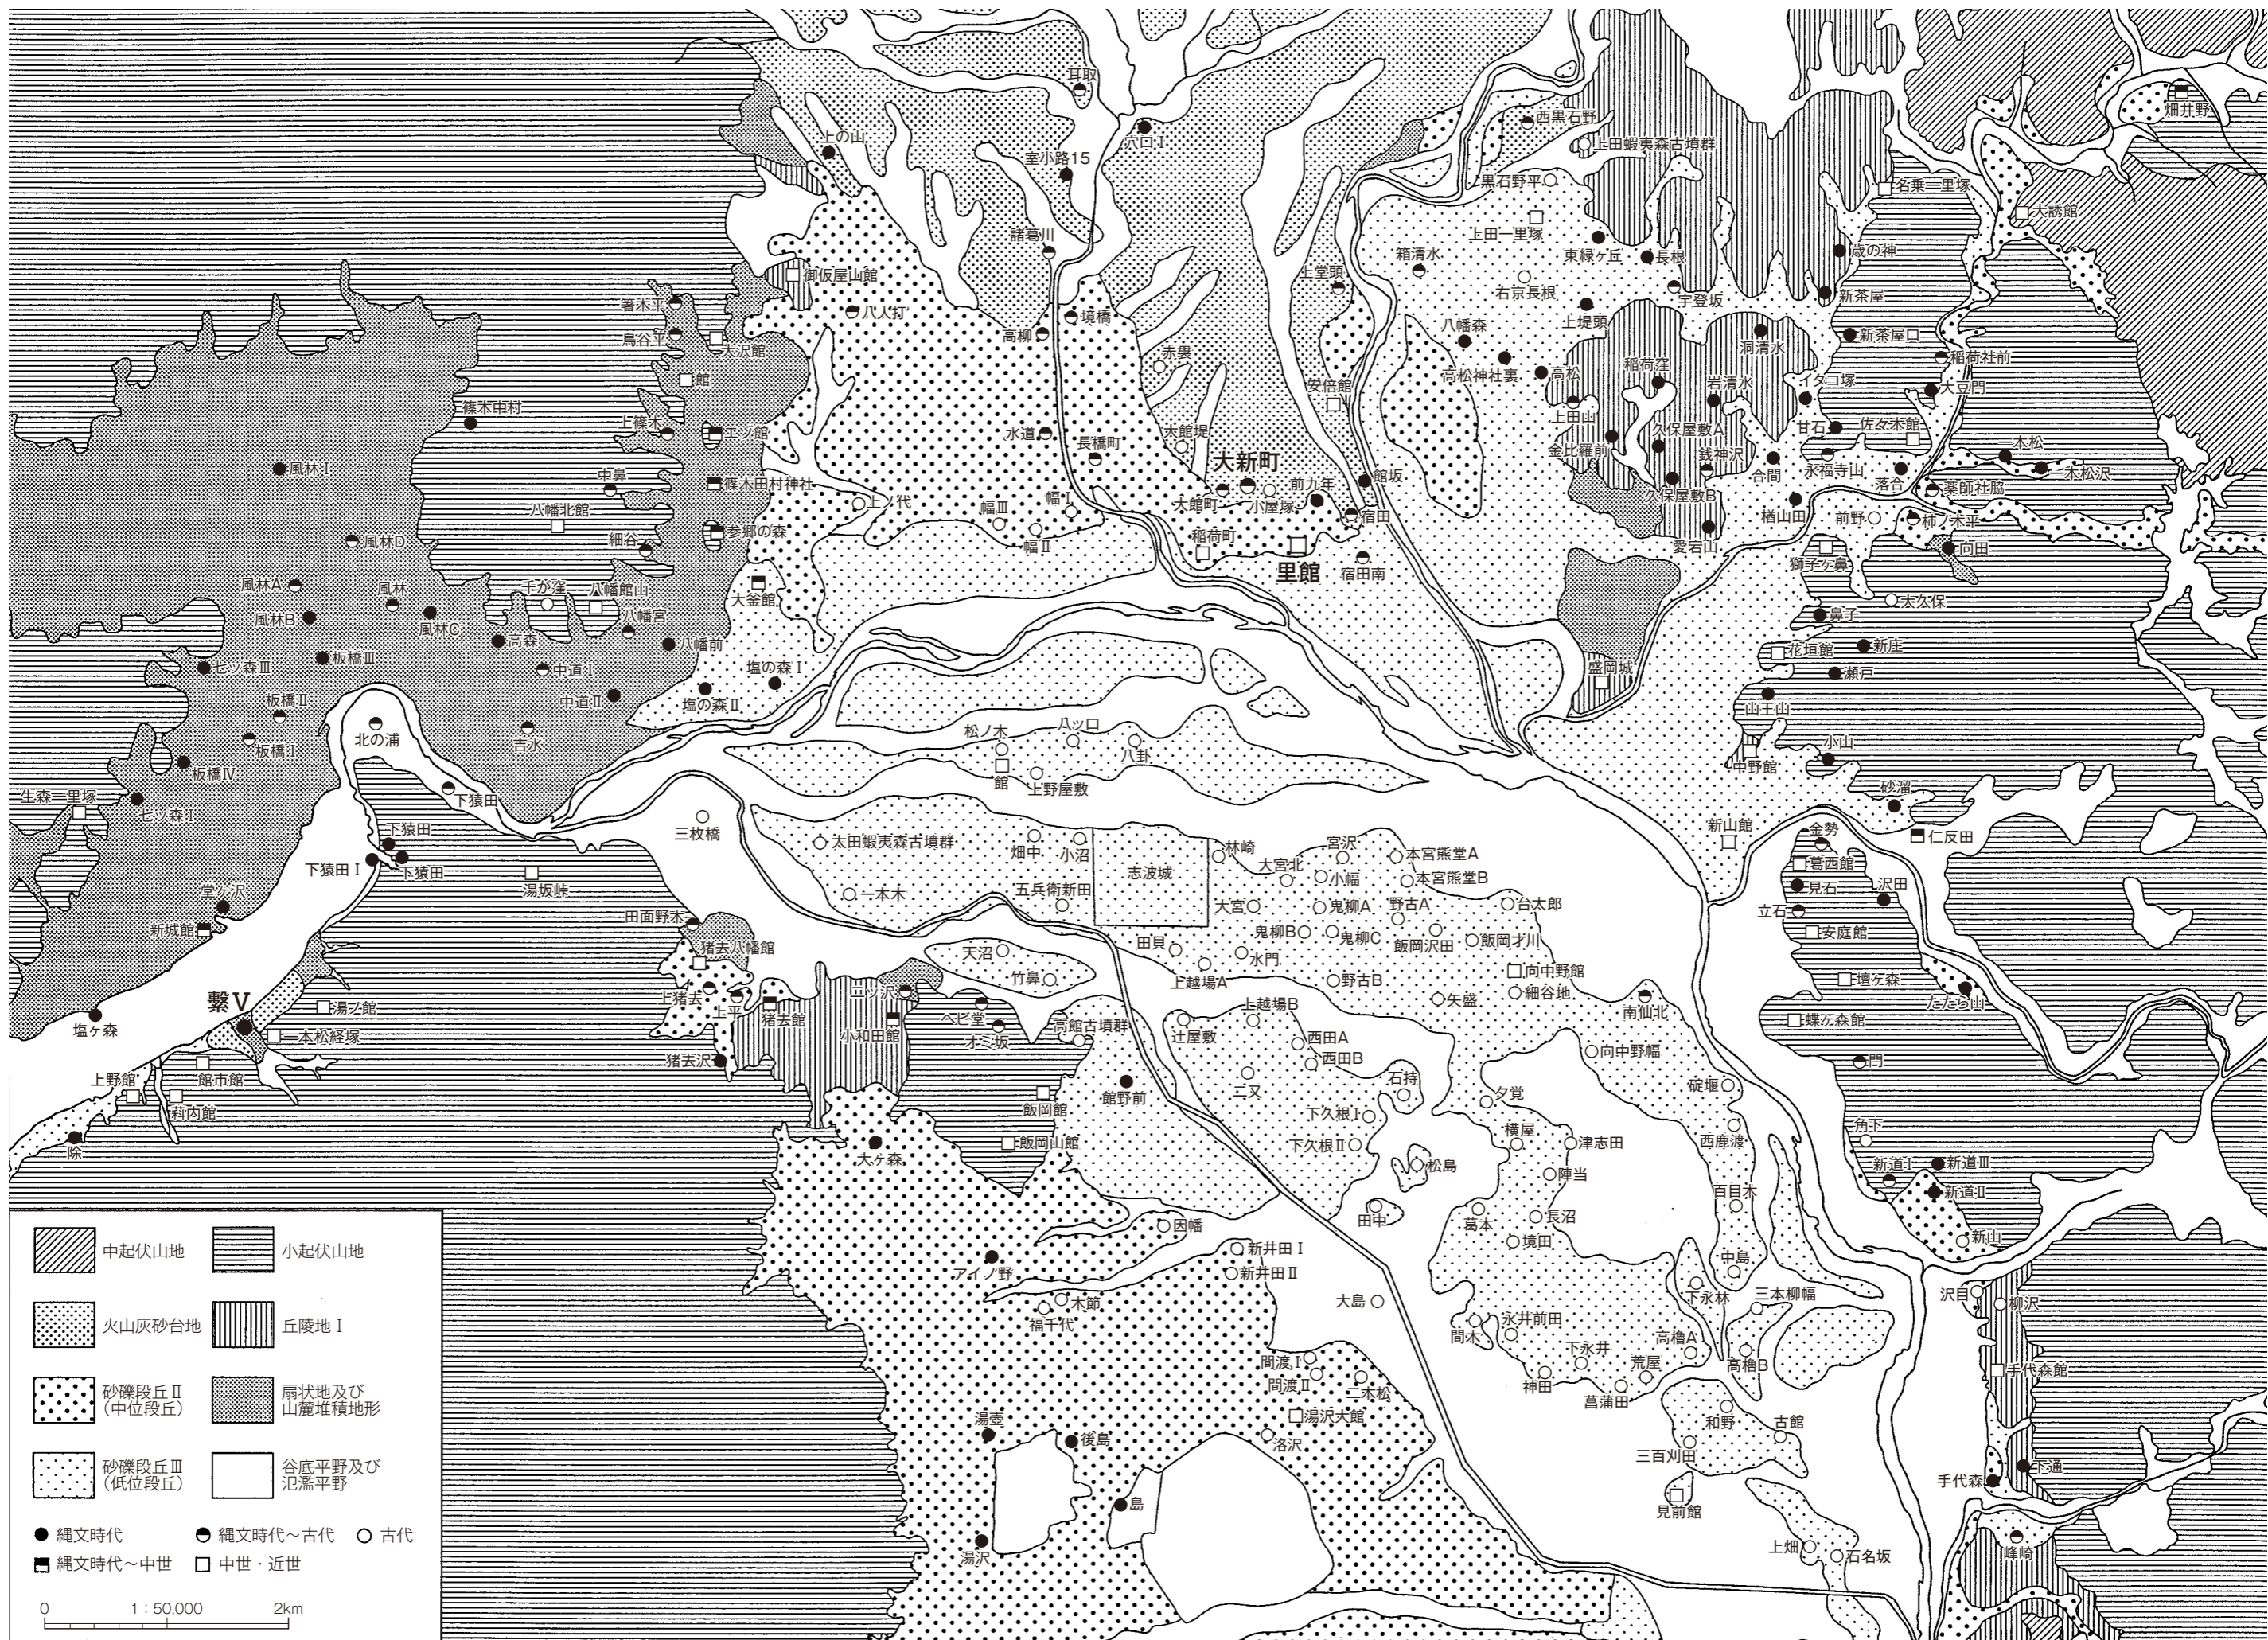 耳取
畑井野
穴口Ⅰ
西黒石野
上の山
上田蝦夷森古墳群
室小路15
黒石野平
名乗一里塚
大誘館
諸葛川
上田一里塚
東緑ヶ丘
長根
歳の神
箱清水
御仮屋山館
上堂頭
右京長根
宇登坂
新茶屋
箸木平
八人打
境橋
上堤頭
高柳
八幡森
新茶屋口
鳥谷平
大沢館
洞清水
稲荷社前
赤袰
高松神社裏
高松
稲荷窪
岩清水
イタコ塚
館
安倍館
大豆門
篠木中村
上田山
上篠木
エゾ館
水道
長橋町
大館堤
金比羅前
久保屋敷A
甘石
佐々木館
一本松
銭神沢
風林Ⅰ
大新町
合間
永福寺山
落合
一本松沢
中鼻
篠木田村神社
館坂
前九年
久保屋敷B
薬師社脇
上ノ代
幅Ⅰ
大館町
小屋塚
楢山田
八幡北館
幅Ⅲ
宿田
前野
柿ノ木平
参郷の森
幅Ⅱ
稲荷町
愛宕山
風林D
細谷
里館
宿田南
獅子ヶ鼻
向田
風林A
風林
千が窪
八幡館山
大釜館
大久保
風林B
風林C
八幡宮
鼻子
高森
八幡前
新庄
七ツ森Ⅲ
板橋Ⅲ
中道Ⅰ
塩の森Ⅰ
盛岡城
花垣館
瀬戸
板橋Ⅱ
中道Ⅱ
塩の森Ⅱ
山王山
北の浦
吉水
松ノ木
八ツ口
小山
板橋Ⅰ
八卦
中野館
板橋Ⅳ
館
上野屋敷
生森一里塚
下猿田
砂溜
七ツ森Ⅰ
三枚橋
新山館
金勢
仁反田
下猿田
太田蝦夷森古墳群
畑中
小沼
林崎
宮沢
本宮熊堂A
下猿田Ⅰ
下猿田
湯坂峠
志波城
大宮北
小幅
本宮熊堂B
葛西館
堂ヶ沢
一本木
五兵衛新田
見石
沢田
大宮
鬼柳A
野古A
台太郎
立石
新城館
田面野木
鬼柳B
鬼柳C
飯岡沢田
飯岡才川
安庭館
猪去八幡館
天沼
田貝
水門
竹鼻
上越場A
野古B
向中野館
壇ヶ森
繋Ⅴ
湯ノ館
上猪去
二ツ沢
矢盛
細谷地
たたら山
上平
猪去館
上越場B
南仙北
塩ヶ森
ヘビ堂
小和田館
オミ坂
高館古墳群
辻屋敷
蝶ヶ森館
一本松経塚
西田A
猪去沢
西田B
向中野幅
門
上野館
館市館
二又
石持
碇堰
飯岡館
館野前
夕覚
莉内館
下久根Ⅰ
横屋
角下
除
大ヶ森
飯岡山館
下久根Ⅱ
津志田
西鹿渡
松島
新道Ⅰ
新道Ⅲ
陣当
百目木
新道Ⅱ
田中
葛本
長沼
因幡
新山
新井田Ⅰ
境田
アイノ野
新井田Ⅱ
中島
木節
大島
下永林
三本柳幅
沢目
柳沢
福千代
間木
永井前田
間渡Ⅰ
下永井
高櫓A
高櫓B
手代森館
間渡Ⅱ
二本松
荒屋
神田
菖蒲田
湯壺
湯沢大館
和野
古館
後島
洛沢
三百刈田
下通
手代森
島
見前館
湯沢
上畑
石名坂
峰崎
中起伏山地
小起伏山地
火山灰砂台地
丘陵地Ⅰ
砂礫段丘Ⅱ
(中位段丘)
扇状地及び
山麓堆積地形
砂礫段丘Ⅲ
(低位段丘)
谷底平野及び
氾濫平野
縄文時代
縄文時代～古代
古代
縄文時代～中世
中世・近世
0
1：50,000
2km